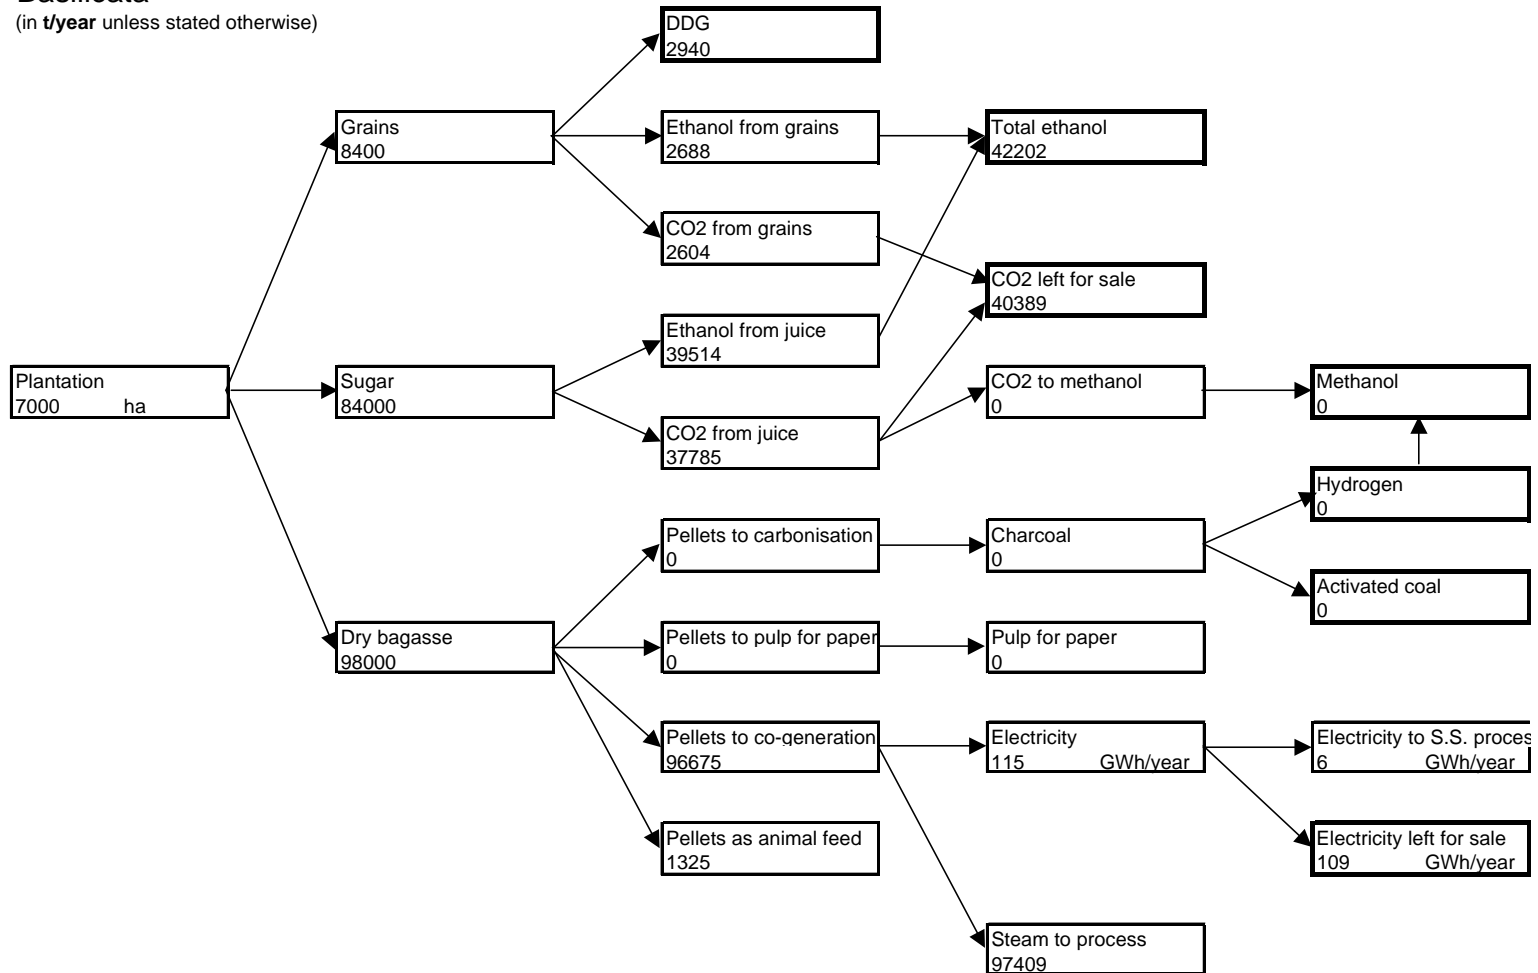 Basilicata
(in t/year unless stated otherwise)
DDG
2940
Grains
8400
Ethanol from grains
2688
Total ethanol
42202
CO2 from grains
2604
CO2 left for sale
40389
Ethanol from juice
39514
Plantation
7000 ha
Sugar
84000
CO2 to methanol
0
Methanol
0
CO2 from juice
37785
Hydrogen
0
Pellets to carbonisation
0
Charcoal
0
Activated coal
0
Dry bagasse
98000
Pellets to pulp for paper
0
Pulp for paper
0
Pellets to co-generation
96675
Electricity
115 GWh/year
Electricity to S.S. proces
6 GWh/year
Pellets as animal feed
1325
Electricity left for sale
109 GWh/year
Steam to process
97409